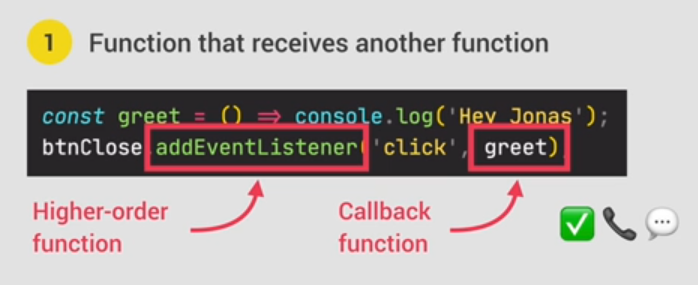 1 Function that receives another function
const greet = () => console.log('Hey Jonas');
btnClose.addEventListener('click', greet)
Higher-order function
Callback function